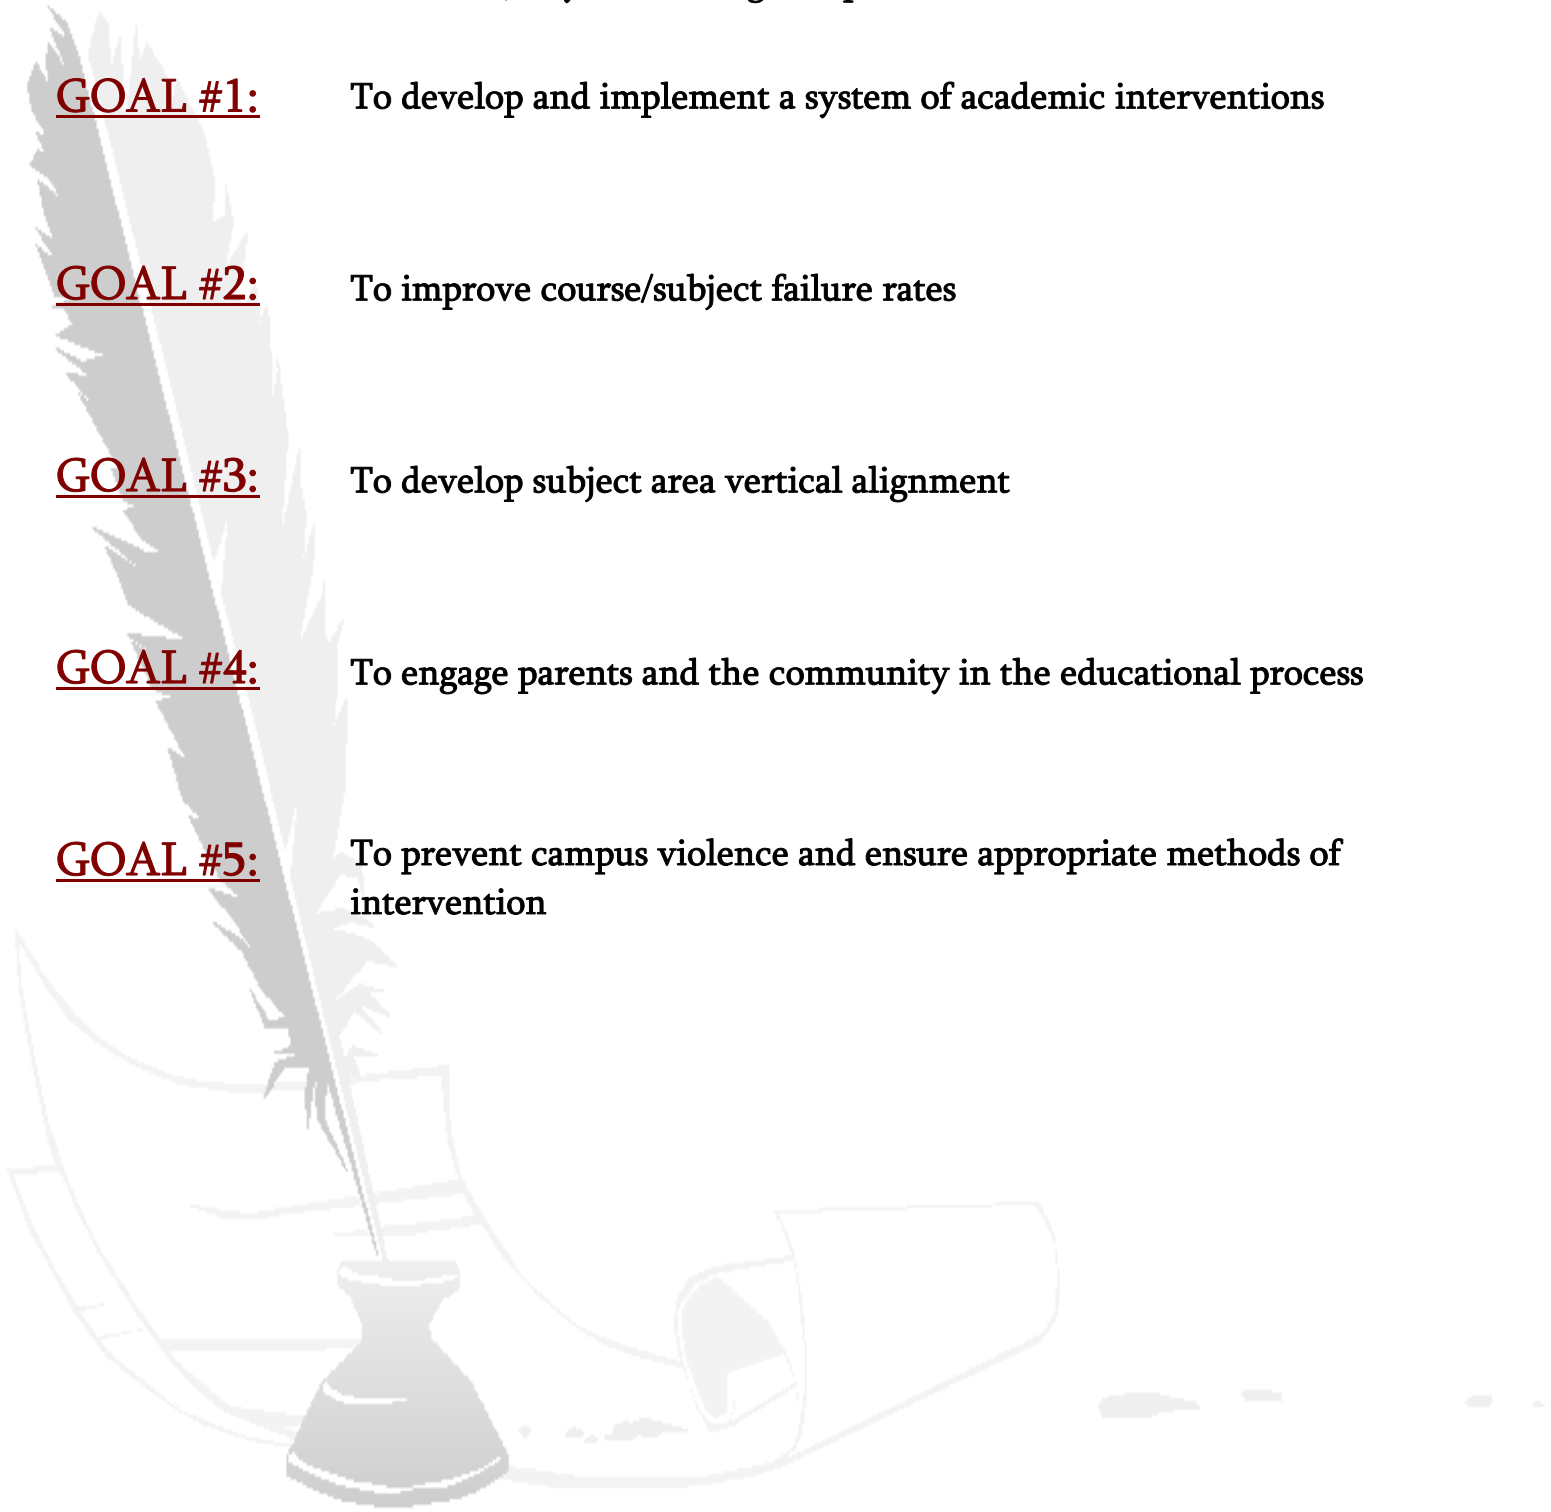 GOAL #1: To develop and implement a system of academic interventions
GOAL #2: To improve course/subject failure rates
GOAL #3: To develop subject area vertical alignment
GOAL #4: To engage parents and the community in the educational process
GOAL #5: To prevent campus violence and ensure appropriate methods of
intervention